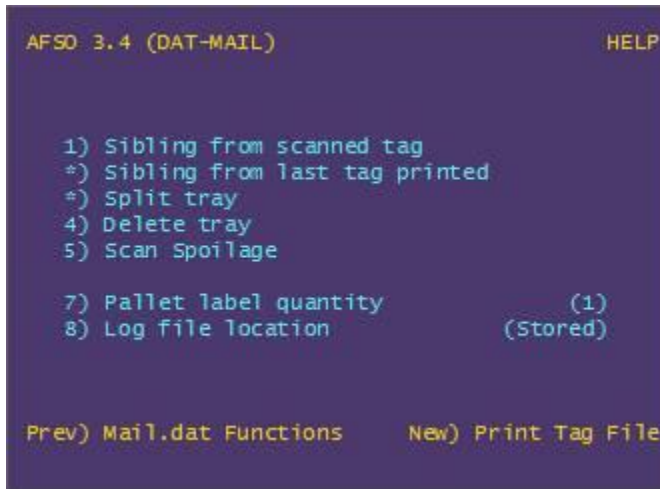 AFSO 3.4 (DAT-MAIL) HELP
1) Sibling from scanned tag
*) Sibling from last tag printed
*) Split tray
4) Delete tray
5) Scan Spoilage
7) Pallet label quantity (1)
8) Log file location (Stored)
Prev) Mail.dat Functions New) Print Tag File